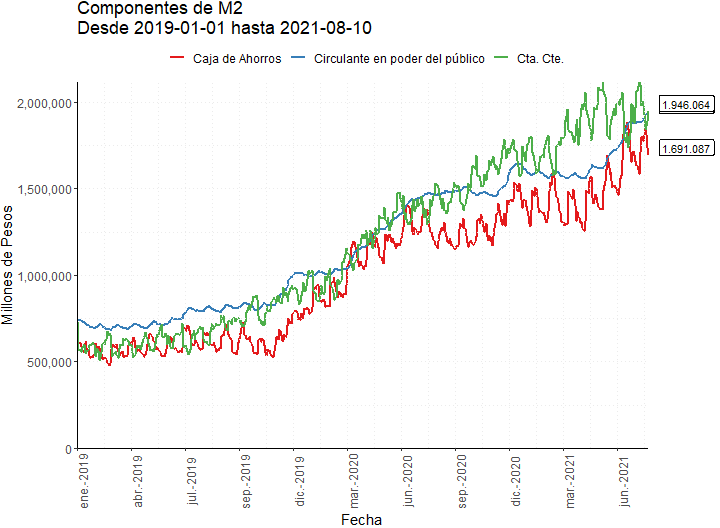 Componentes de M2
Desde 2019-01-01 hasta 2021-08-10
Caja de Ahorros Circulante en poder del público Cta. Cte.
Millones de Pesos
2,000,000
1,500,000
1,000,000
500,000
0
1.946.064
1.691.087
ene.-2019 abr.-2019 jul.-2019 sep.-2019 dic.-2019 mar.-2020 jun.-2020 sep.-2020 dic.-2020 mar.-2021 jun.-2021
Fecha